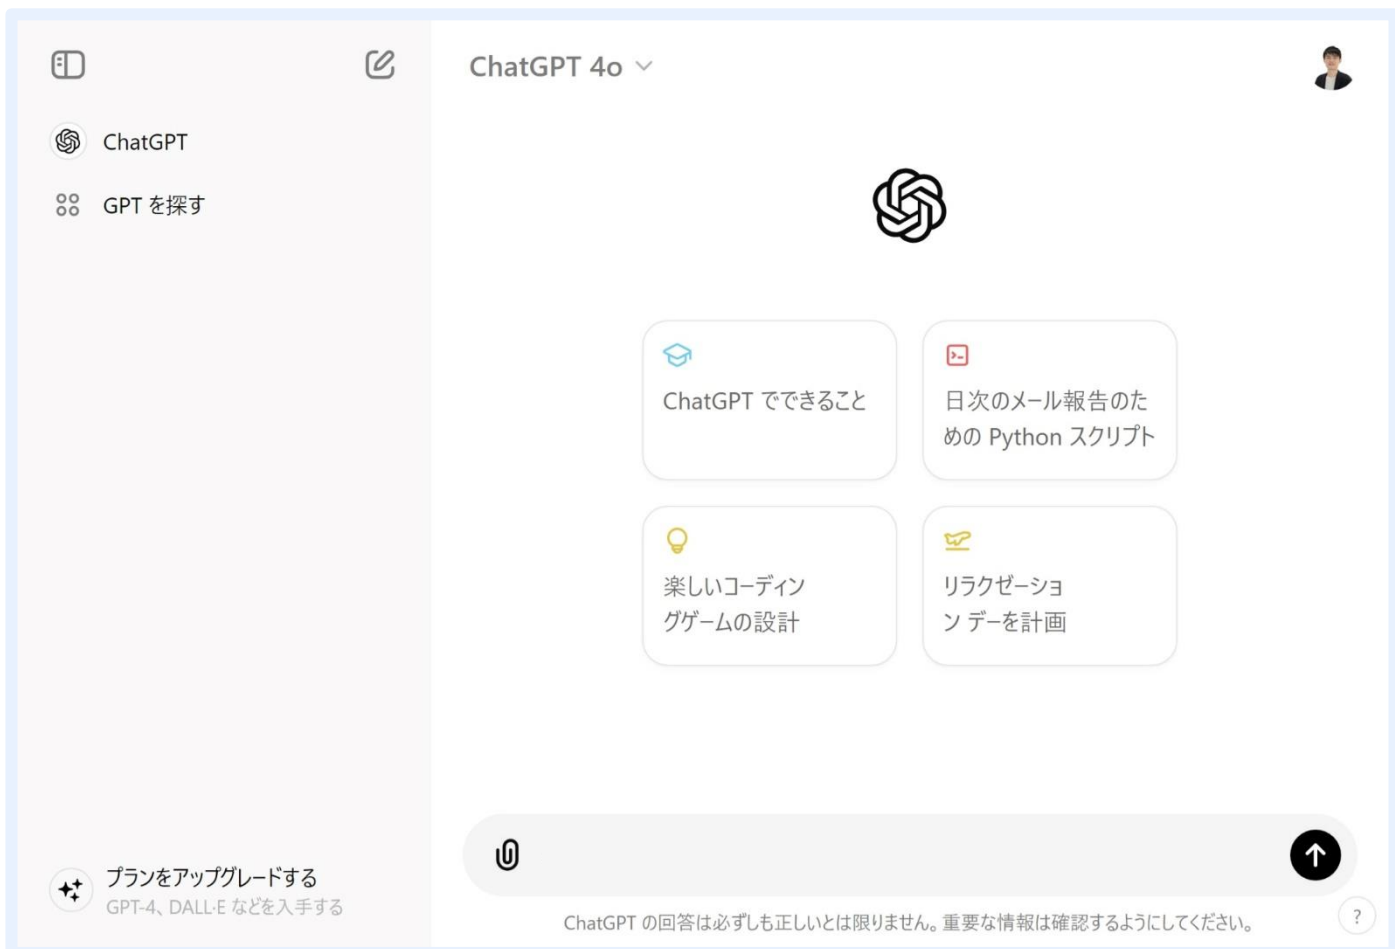 ChatGPT 4o
ChatGPT
GPT を探す
ChatGPT でできること
日次のメール報告のた
めの Python スクリプト
楽しいコーディン
グゲームの設計
リラクゼーショ
ン デーを計画
プランをアップグレードする
GPT-4、DALL·E などを入手する
ChatGPT の回答は必ずしも正しいとは限りません。重要な情報は確認するようにしてください。
?